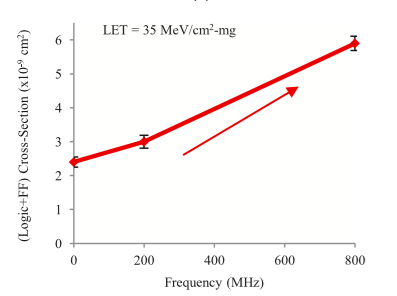 LET = 35 MeV/cm²-mg
(Logic+FF) Cross-Section (x10⁻⁹ cm²)
6
5
4
3
2
1
0
0 200 400 600 800
Frequency (MHz)